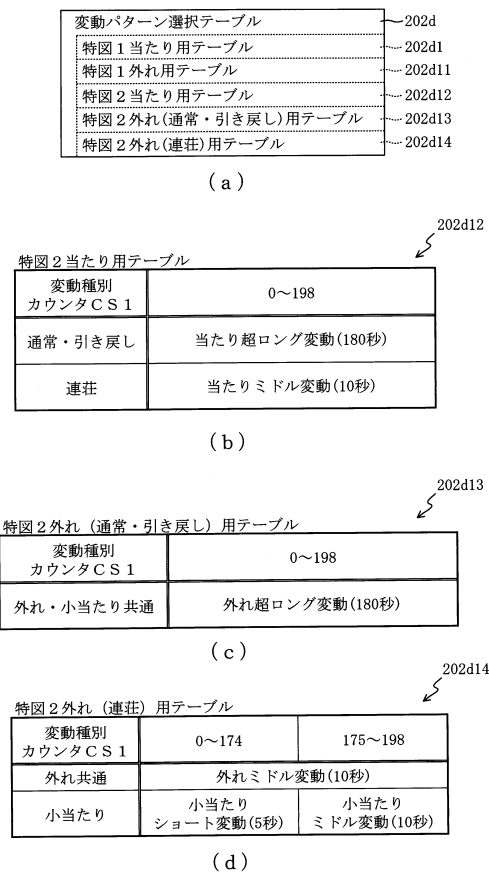 変動パターン選択テーブル 202d
特図１当たり用テーブル 202d1
特図１外れ用テーブル 202d11
特図２当たり用テーブル 202d12
特図２外れ(通常・引き戻し)用テーブル 202d13
特図２外れ(連荘)用テーブル 202d14
(a)
202d12
特図２当たり用テーブル
変動種別
カウンタＣＳ１
0～198
通常・引き戻し 当たり超ロング変動(180秒)
連荘 当たりミドル変動(10秒)
(b)
202d13
特図２外れ（通常・引き戻し）用テーブル
変動種別
カウンタＣＳ１
0～198
外れ・小当たり共通 外れ超ロング変動(180秒)
(c)
202d14
特図２外れ（連荘）用テーブル
変動種別
カウンタＣＳ１
0～174 175～198
外れ共通 外れミドル変動(10秒)
小当たり
小当たり
ショート変動(5秒)
小当たり
ミドル変動(10秒)
(d)